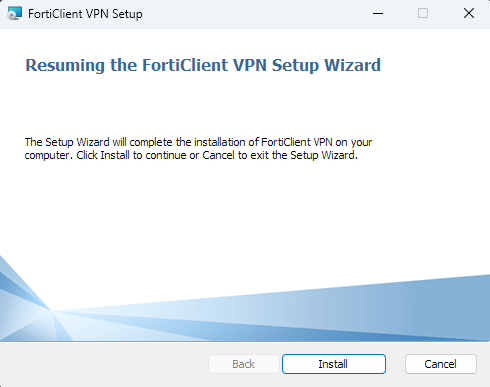 FortiClient VPN Setup
Resuming the FortiClient VPN Setup Wizard
The Setup Wizard will complete the installation of FortiClient VPN on your
computer. Click Install to continue or Cancel to exit the Setup Wizard.
Back Install Cancel